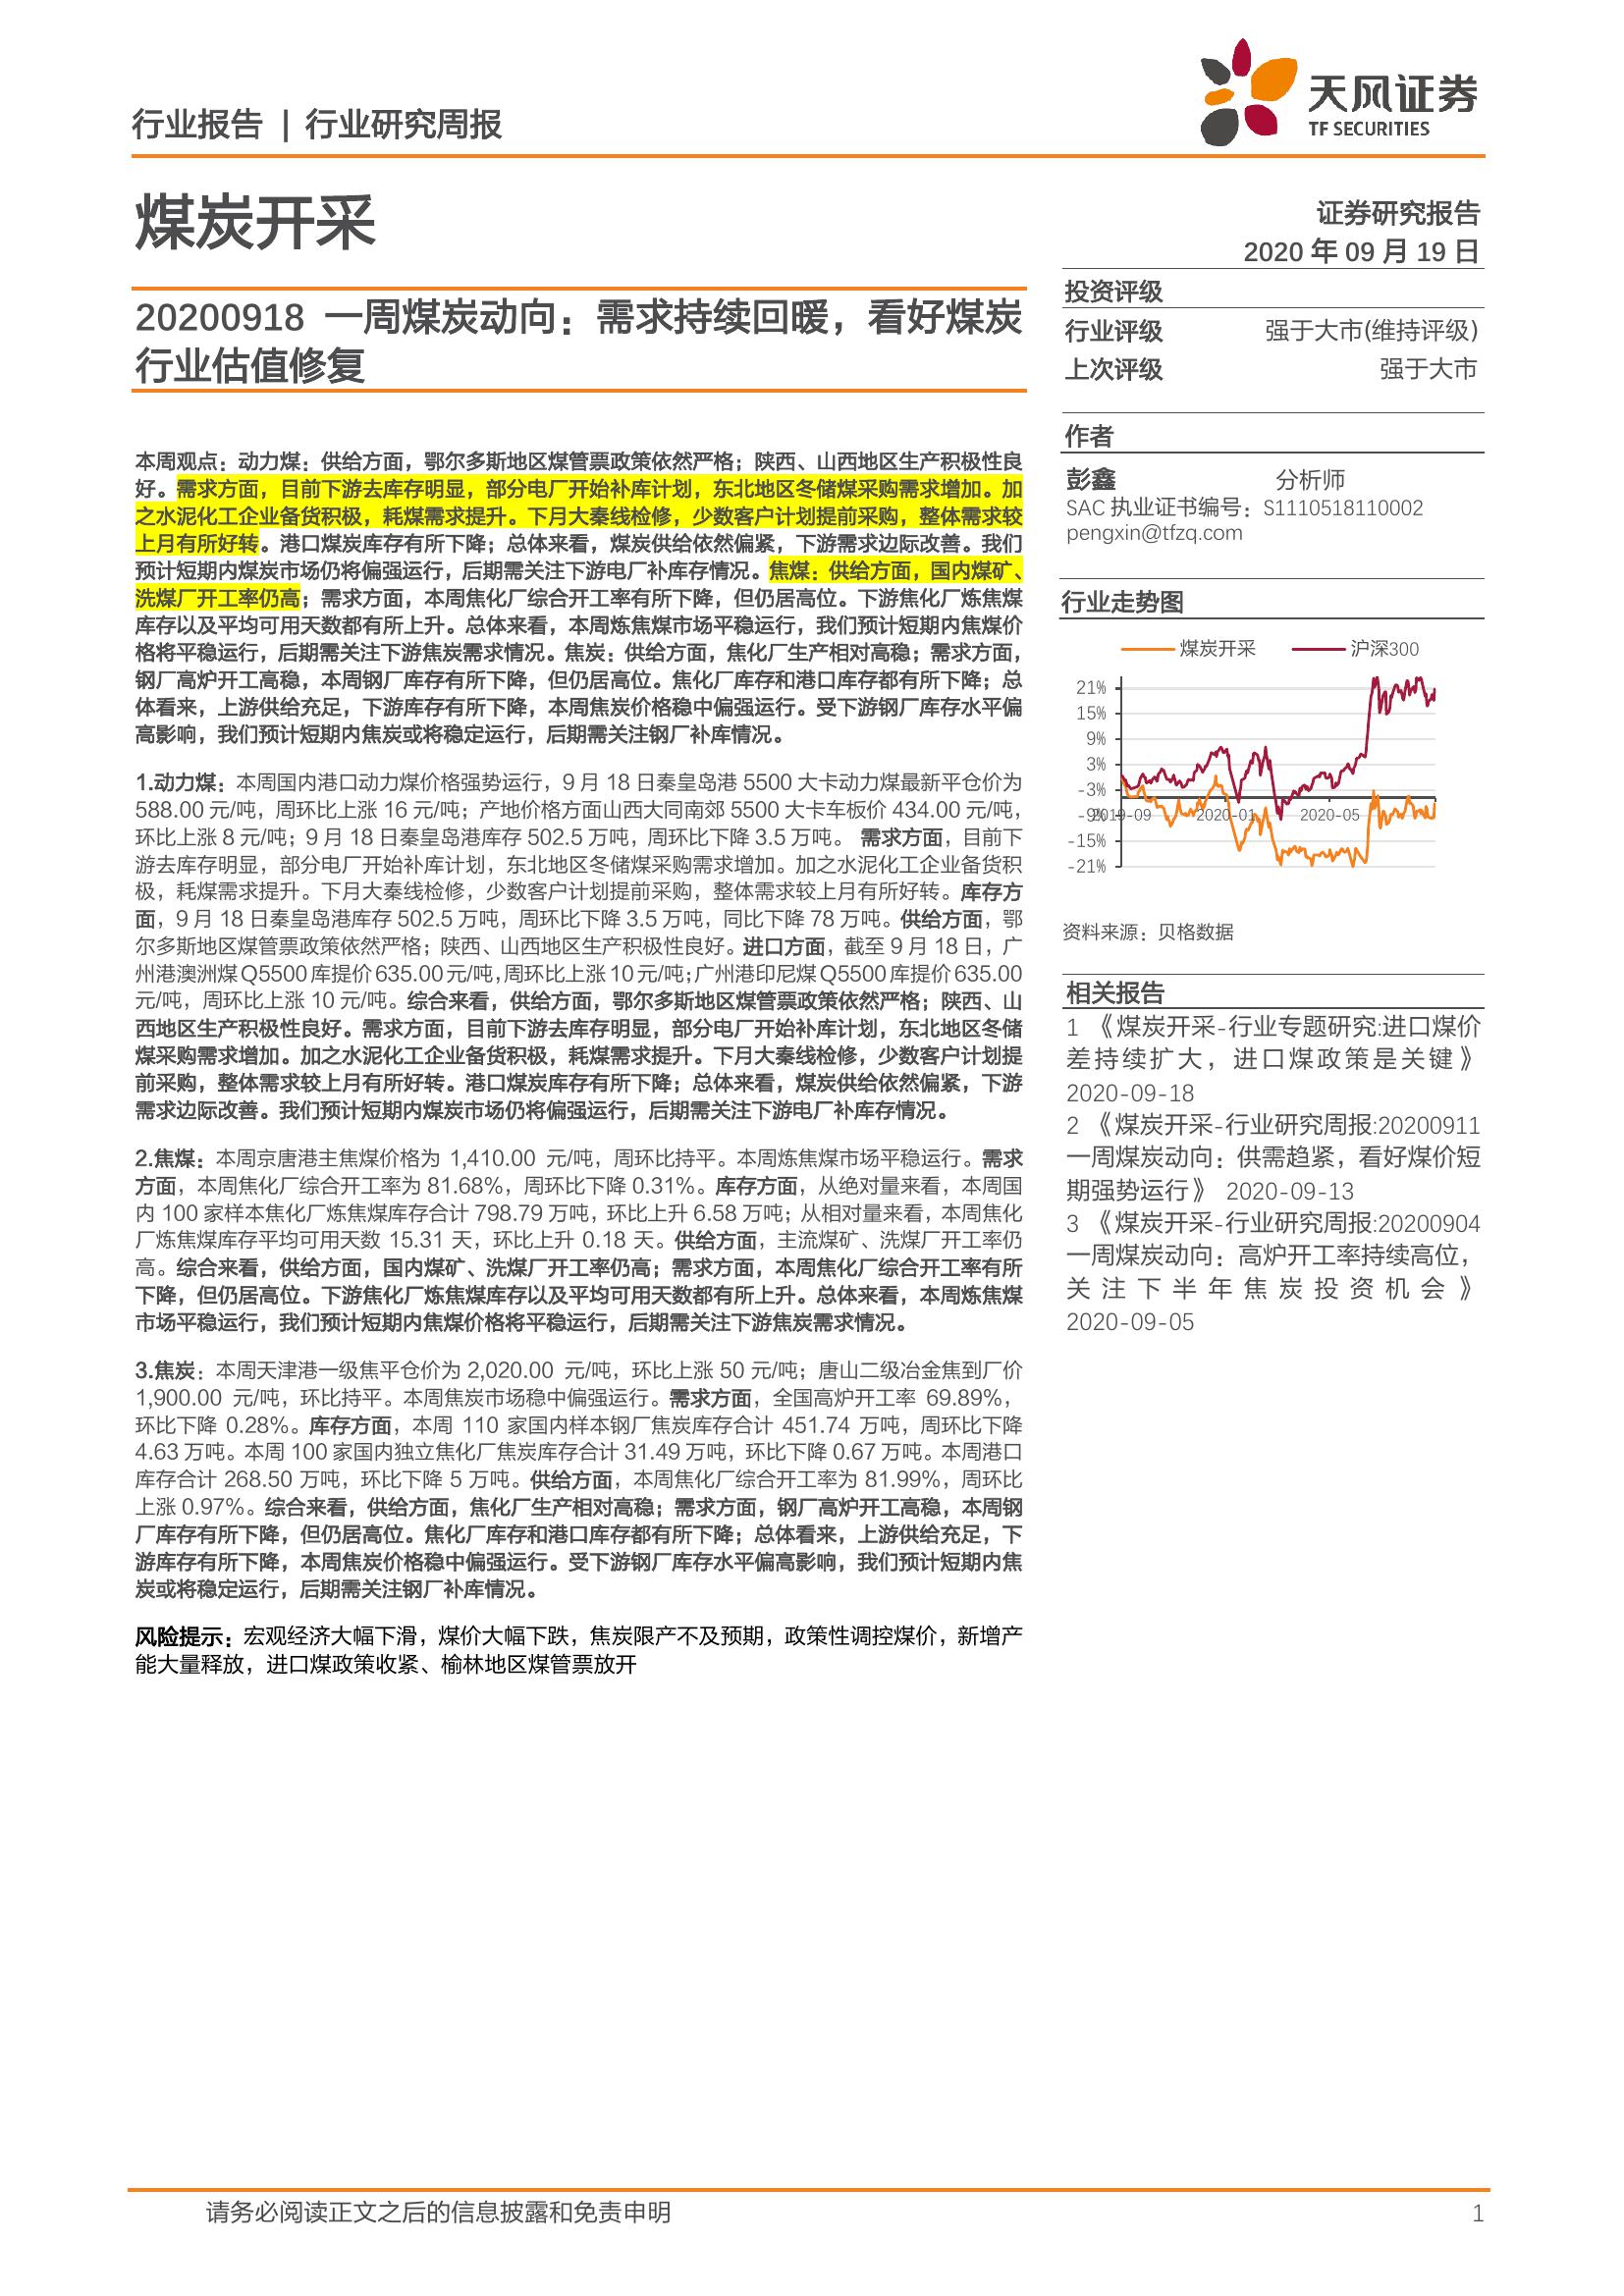 行业报告 | 行业研究周报
天风证券
TF SECURITIES
煤炭开采
证券研究报告
2020 年 09 月 19 日
20200918 一周煤炭动向：需求持续回暖，看好煤炭
行业估值修复
投资评级
行业评级 强于大市(维持评级)
上次评级 强于大市
作者
彭鑫 分析师
SAC 执业证书编号：S1110518110002
pengxin@tfzq.com
行业走势图
煤炭开采 沪深300
21%
15%
9%
3%
-3%
-9%
-15%
-21%
2019-09 2020-01 2020-05
资料来源：贝格数据
相关报告
1 《煤炭开采-行业专题研究:进口煤价
差持续扩大，进口煤政策是关键》
2020-09-18
2 《煤炭开采-行业研究周报:20200911
一周煤炭动向：供需趋紧，看好煤价短
期强势运行》 2020-09-13
3 《煤炭开采-行业研究周报:20200904
一周煤炭动向：高炉开工率持续高位，
关注下半年焦炭投资机会》
2020-09-05
本周观点：动力煤：供给方面，鄂尔多斯地区煤管票政策依然严格；陕西、山西地区生产积极性良
好。需求方面，目前下游去库存明显，部分电厂开始补库计划，东北地区冬储煤采购需求增加。加
之水泥化工企业备货积极，耗煤需求提升。下月大秦线检修，少数客户计划提前采购，整体需求较
上月有所好转。港口煤炭库存有所下降；总体来看，煤炭供给依然偏紧，下游需求边际改善。我们
预计短期内煤炭市场仍将偏强运行，后期需关注下游电厂补库存情况。焦煤：供给方面，国内煤矿、
洗煤厂开工率仍高；需求方面，本周焦化厂综合开工率有所下降，但仍居高位。下游焦化厂炼焦煤
库存以及平均可用天数都有所上升。总体来看，本周炼焦煤市场平稳运行，我们预计短期内焦煤价
格将平稳运行，后期需关注下游焦炭需求情况。焦炭：供给方面，焦化厂生产相对高稳；需求方面，
钢厂高炉开工高稳，本周钢厂库存有所下降，但仍居高位。焦化厂库存和港口库存都有所下降；总
体看来，上游供给充足，下游库存有所下降，本周焦炭价格稳中偏强运行。受下游钢厂库存水平偏
高影响，我们预计短期内焦炭或将稳定运行，后期需关注钢厂补库情况。
1.动力煤：本周国内港口动力煤价格强势运行，9 月 18 日秦皇岛港 5500 大卡动力煤最新平仓价为
588.00 元/吨，周环比上涨 16 元/吨；产地价格方面山西大同南郊 5500 大卡车板价 434.00 元/吨，
环比上涨 8 元/吨；9 月 18 日秦皇岛港库存 502.5 万吨，周环比下降 3.5 万吨。 需求方面，目前下
游去库存明显，部分电厂开始补库计划，东北地区冬储煤采购需求增加。加之水泥化工企业备货积
极，耗煤需求提升。下月大秦线检修，少数客户计划提前采购，整体需求较上月有所好转。库存方
面，9 月 18 日秦皇岛港库存 502.5 万吨，周环比下降 3.5 万吨，同比下降 78 万吨。供给方面，鄂
尔多斯地区煤管票政策依然严格；陕西、山西地区生产积极性良好。进口方面，截至 9 月 18 日，广
州港澳洲煤 Q5500 库提价 635.00 元/吨，周环比上涨 10 元/吨；广州港印尼煤 Q5500 库提价 635.00
元/吨，周环比上涨 10 元/吨。综合来看，供给方面，鄂尔多斯地区煤管票政策依然严格；陕西、山
西地区生产积极性良好。需求方面，目前下游去库存明显，部分电厂开始补库计划，东北地区冬储
煤采购需求增加。加之水泥化工企业备货积极，耗煤需求提升。下月大秦线检修，少数客户计划提
前采购，整体需求较上月有所好转。港口煤炭库存有所下降；总体来看，煤炭供给依然偏紧，下游
需求边际改善。我们预计短期内煤炭市场仍将偏强运行，后期需关注下游电厂补库存情况。
2.焦煤：本周京唐港主焦煤价格为 1,410.00 元/吨，周环比持平。本周炼焦煤市场平稳运行。需求
方面，本周焦化厂综合开工率为 81.68%，周环比下降 0.31%。库存方面，从绝对量来看，本周国
内 100 家样本焦化厂炼焦煤库存合计 798.79 万吨，环比上升 6.58 万吨；从相对量来看，本周焦化
厂炼焦煤库存平均可用天数 15.31 天，环比上升 0.18 天。供给方面，主流煤矿、洗煤厂开工率仍
高。综合来看，供给方面，国内煤矿、洗煤厂开工率仍高；需求方面，本周焦化厂综合开工率有所
下降，但仍居高位。下游焦化厂炼焦煤库存以及平均可用天数都有所上升。总体来看，本周炼焦煤
市场平稳运行，我们预计短期内焦煤价格将平稳运行，后期需关注下游焦炭需求情况。
3.焦炭：本周天津港一级焦平仓价为 2,020.00 元/吨，环比上涨 50 元/吨；唐山二级冶金焦到厂价
1,900.00 元/吨，环比持平。本周焦炭市场稳中偏强运行。需求方面，全国高炉开工率 69.89%，
环比下降 0.28%。库存方面，本周 110 家国内样本钢厂焦炭库存合计 451.74 万吨，周环比下降
4.63 万吨。本周 100 家国内独立焦化厂焦炭库存合计 31.49 万吨，环比下降 0.67 万吨。本周港口
库存合计 268.50 万吨，环比下降 5 万吨。供给方面，本周焦化厂综合开工率为 81.99%，周环比
上涨 0.97%。综合来看，供给方面，焦化厂生产相对高稳；需求方面，钢厂高炉开工高稳，本周钢
厂库存有所下降，但仍居高位。焦化厂库存和港口库存都有所下降；总体看来，上游供给充足，下
游库存有所下降，本周焦炭价格稳中偏强运行。受下游钢厂库存水平偏高影响，我们预计短期内焦
炭或将稳定运行，后期需关注钢厂补库情况。
风险提示：宏观经济大幅下滑，煤价大幅下跌，焦炭限产不及预期，政策性调控煤价，新增产
能大量释放，进口煤政策收紧、榆林地区煤管票放开
请务必阅读正文之后的信息披露和免责申明 1